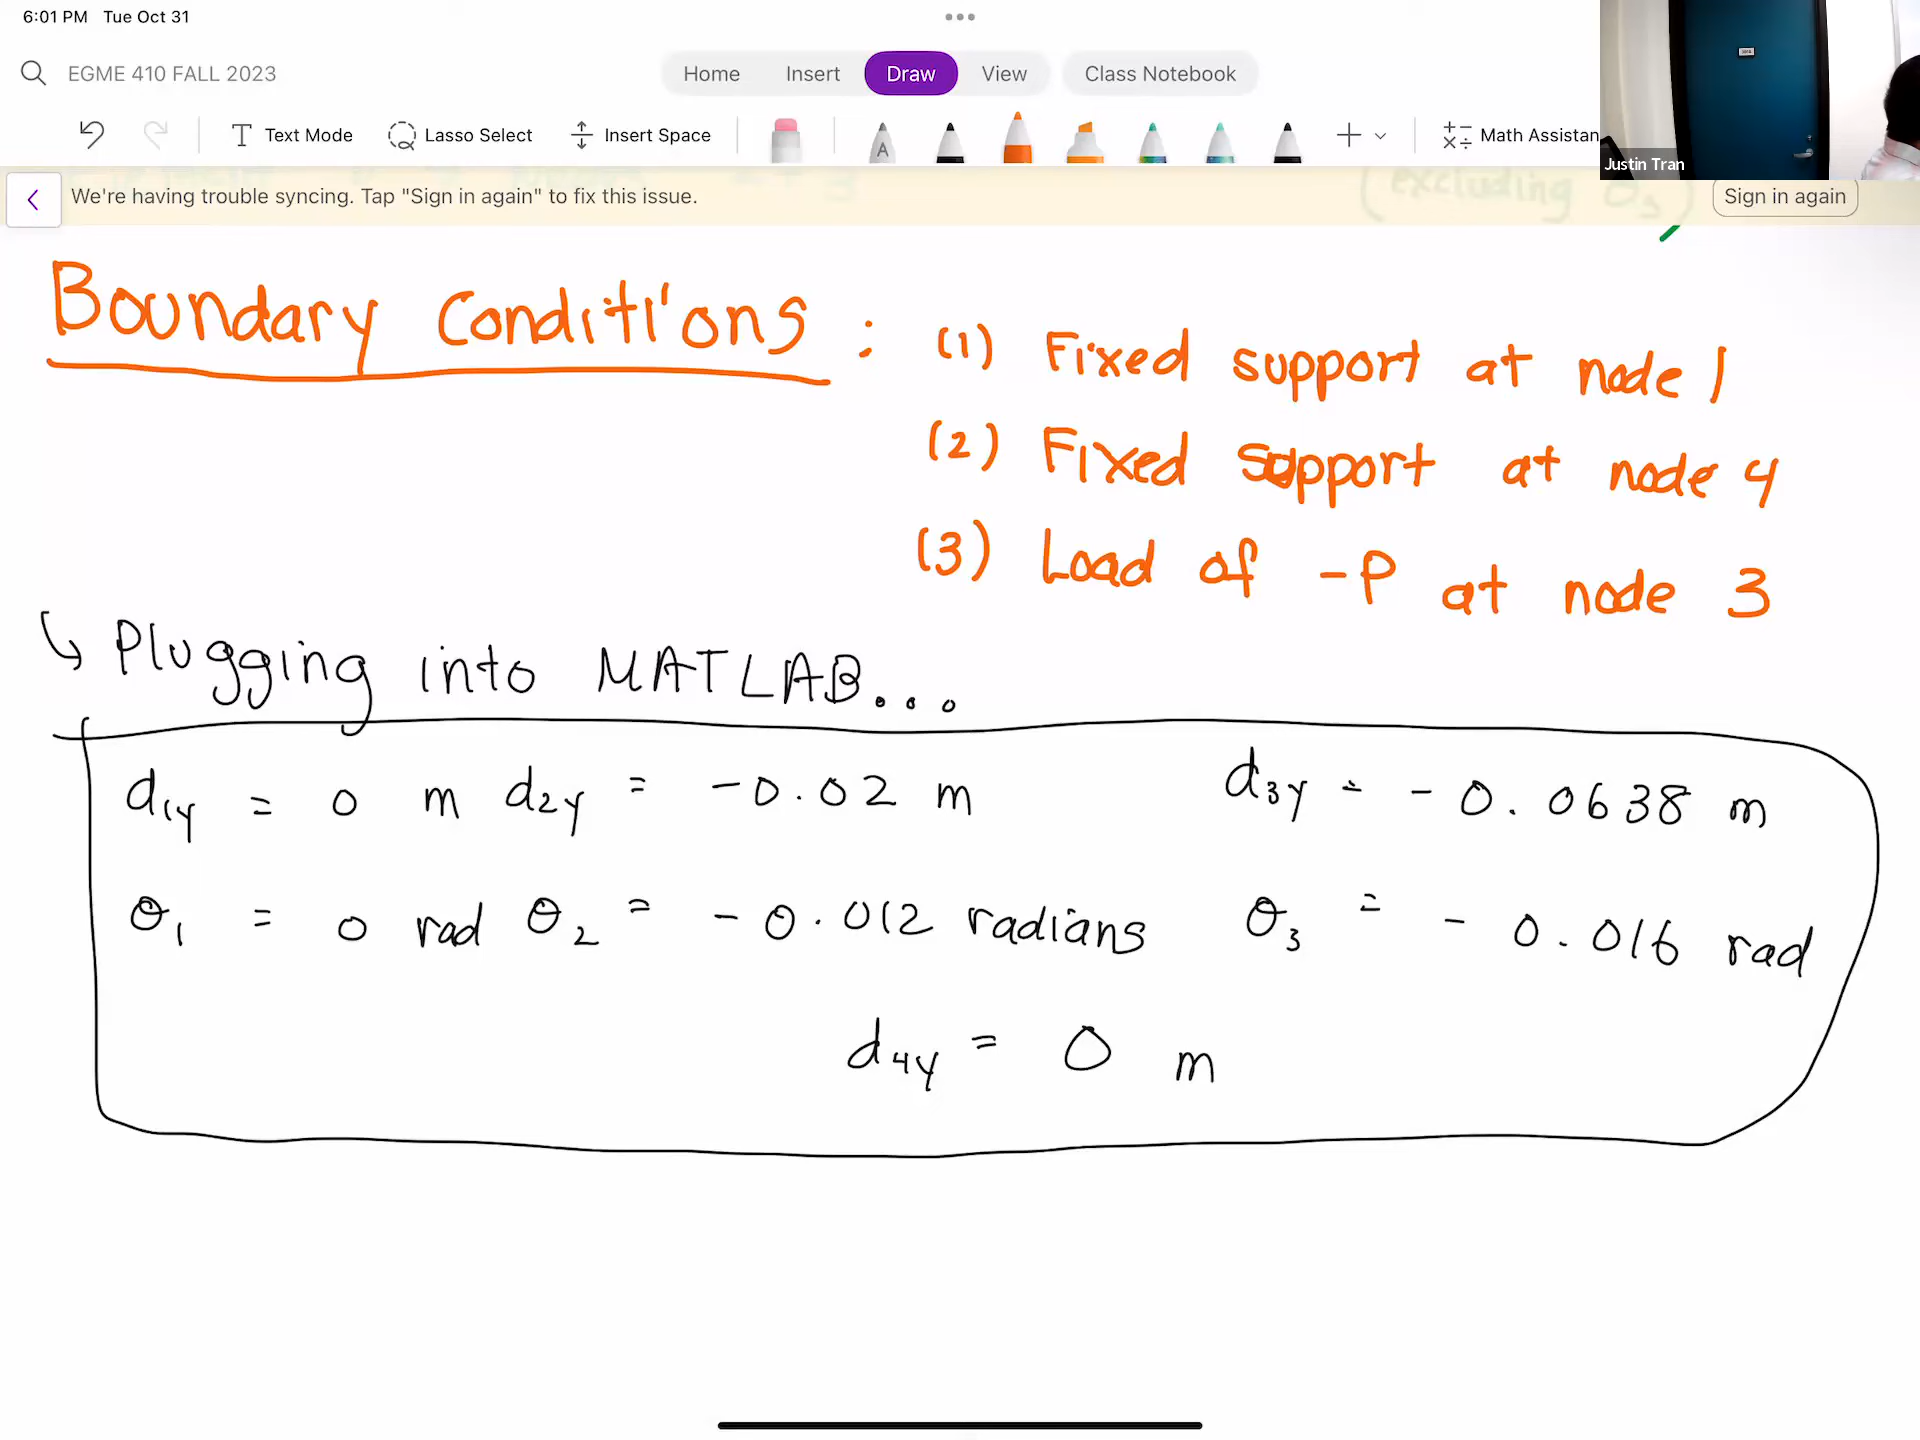 6:01 PM Tue Oct 31
EGME 410 FALL 2023
Home Insert Draw View Class Notebook
Text Mode Lasso Select Insert Space A Math Assistan
Justin Tran
We're having trouble syncing. Tap "Sign in again" to fix this issue.
(excluding θ3)
Sign in again
Boundary Conditions : (1) Fixed support at node 1
(2) Fixed support at node 4
(3) Load of -P at node 3
↳ Plugging into MATLAB...
d1y = 0 m d2y = -0.02 m d3y = -0.0638 m
θ1 = 0 rad θ2 = -0.012 radians θ3 = -0.016 rad
d4y = 0 m